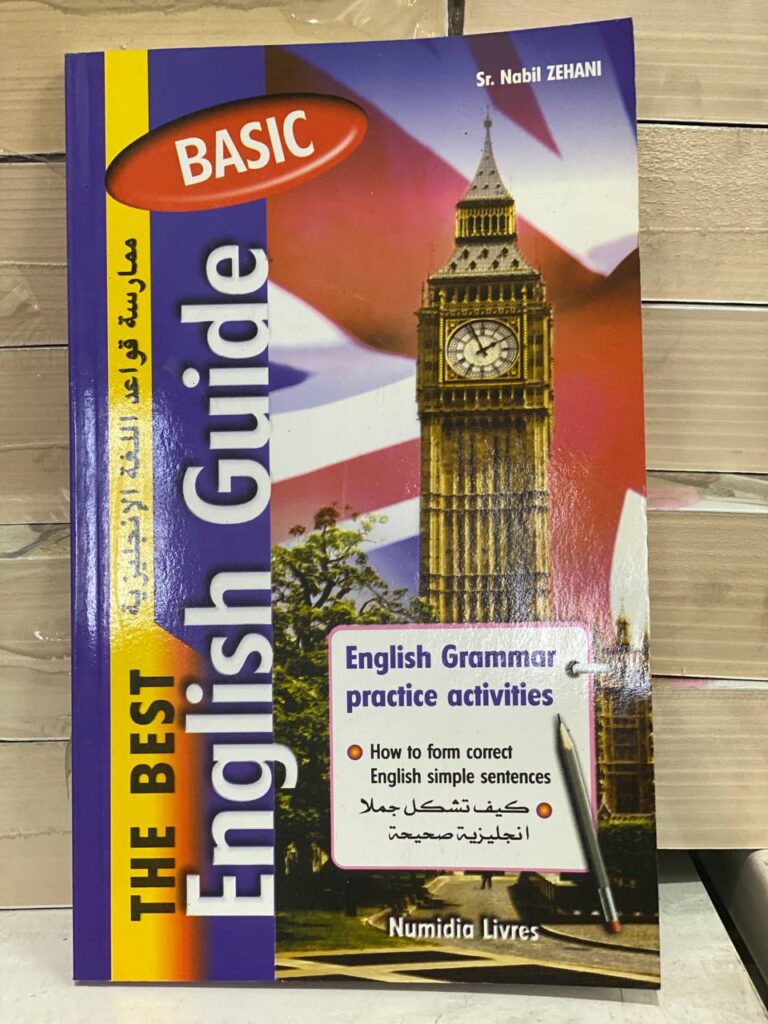 Sr. Nabil ZEHANI
BASIC
ممارسة قواعد اللغة الإنجليزية
THE BEST
English Guide
English Grammar
practice activities
How to form correct
English simple sentences
كيف تشكل جملا
انجليزية صحيحة
Numidia Livres